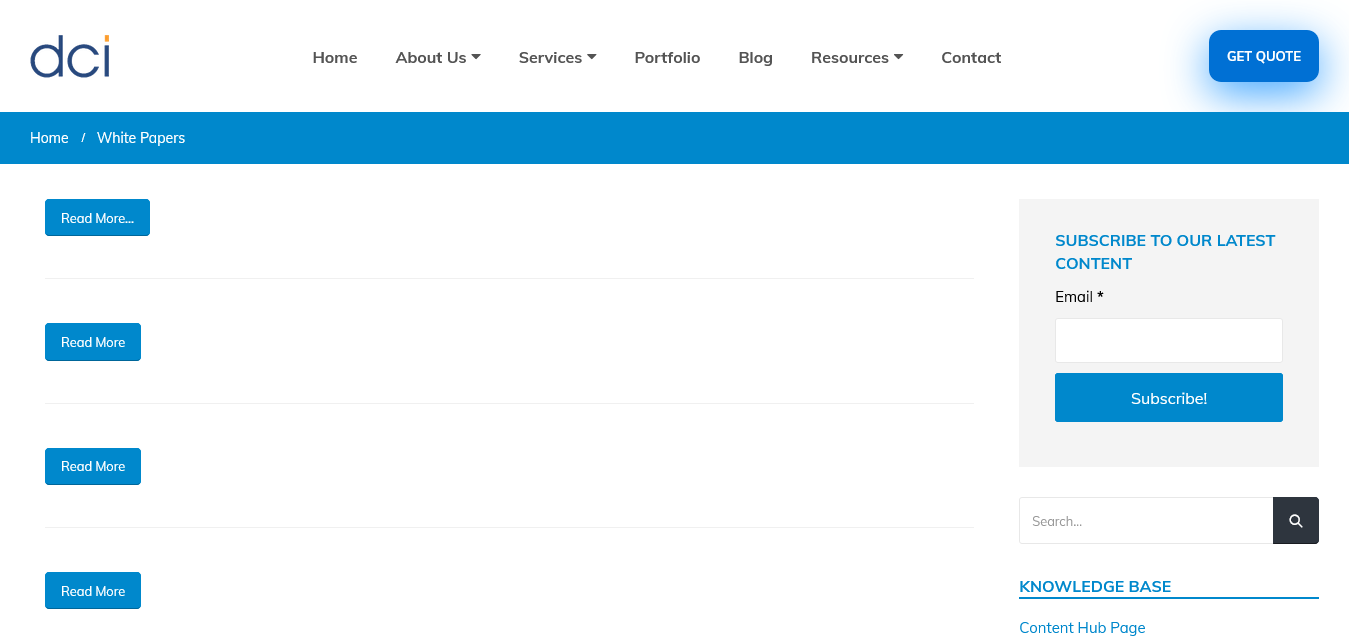 dci
Home
About Us
Services
Portfolio
Blog
Resources
Contact
GET QUOTE
Home / White Papers
Read More...
Read More
Read More
Read More
SUBSCRIBE TO OUR LATEST
CONTENT
Email *
Subscribe!
Search...
KNOWLEDGE BASE
Content Hub Page